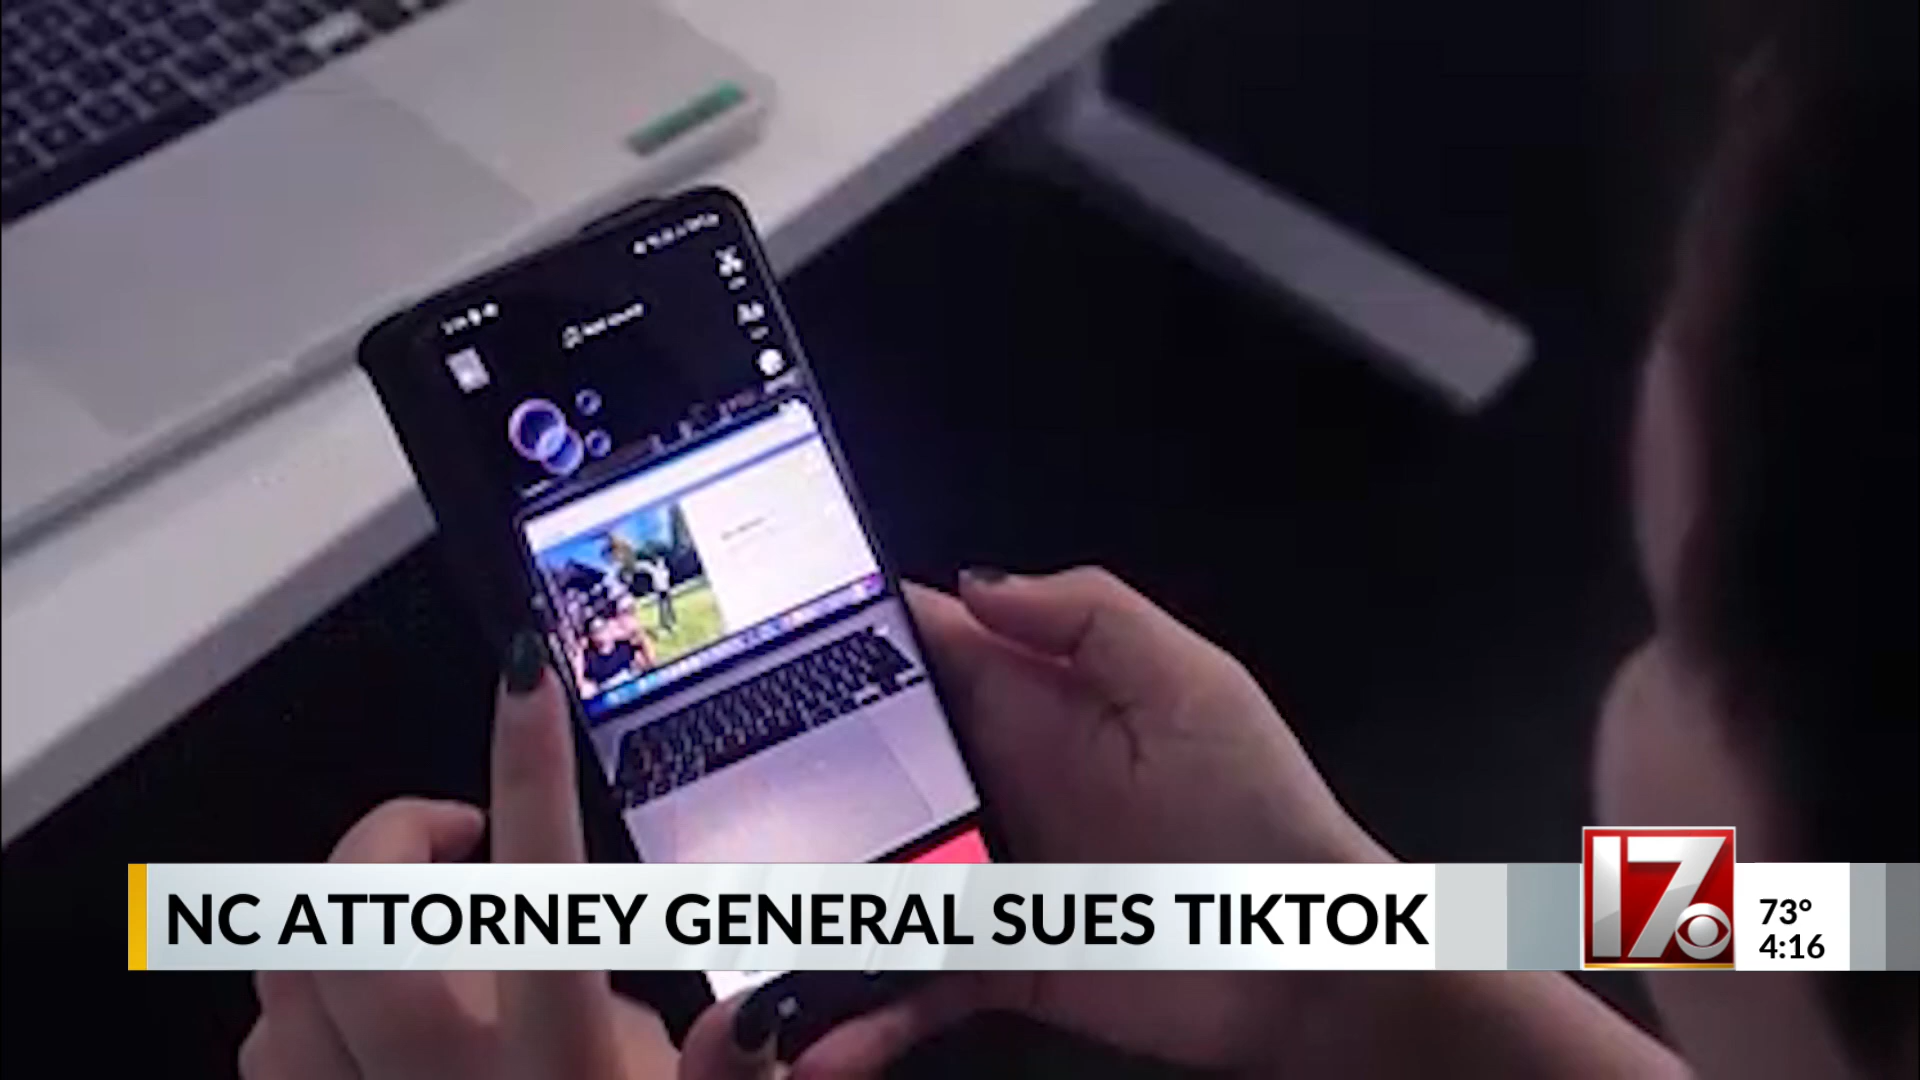 NC ATTORNEY GENERAL SUES TIKTOK
17
73°
4:16